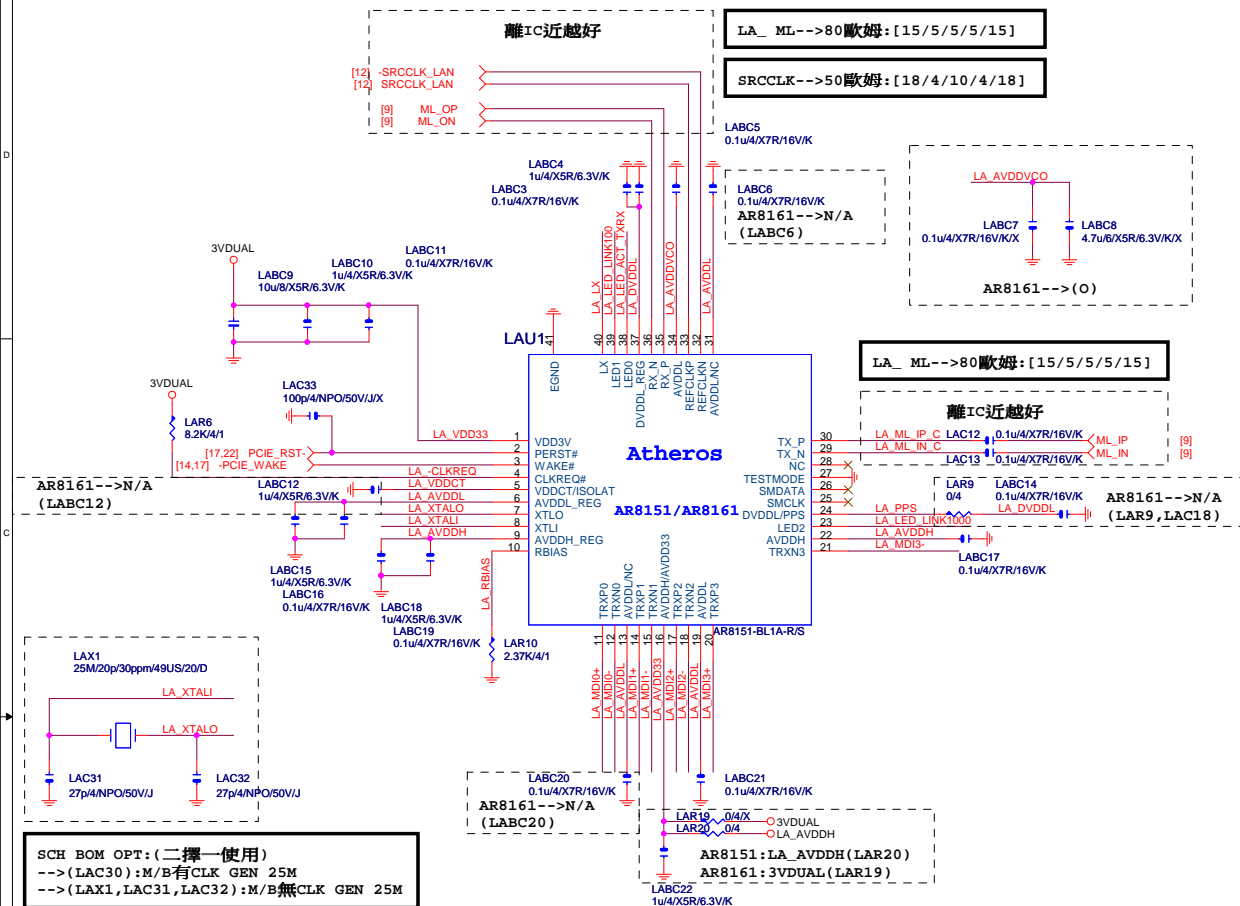 離IC近越好
LA_ ML-->80歐姆:[15/5/5/5/15]
SRCCLK-->50歐姆:[18/4/10/4/18]
[12] -SRCCLK_LAN
[12] SRCCLK_LAN
[9] ML_OP
[9] ML_ON
LABC5
0.1u/4/X7R/16V/K
LABC4
1u/4/X5R/6.3V/K
LABC3
0.1u/4/X7R/16V/K
LABC6
0.1u/4/X7R/16V/K
AR8161-->N/A
(LABC6)
LA_AVDDVCO
LABC7
0.1u/4/X7R/16V/K/X
LABC8
4.7u/6/X5R/6.3V/K/X
AR8161-->(O)
D
3VDUAL
LABC9
10u/8/X5R/6.3V/K
LABC10
1u/4/X5R/6.3V/K
LABC11
0.1u/4/X7R/16V/K
LA_LX
LA_LED_LINK100
LA_LED_ACT_TXRX
LA_DVDDL
LA_AVDDVCO
LA_AVDDL
LAU1
41
40
39
38
37
36
35
34
33
32
31
EGND
LX
LED1
LED0
DVDDL_REG
RX_N
RX_P
AVDDL
REFCLKP
REFCLKN
AVDDL/NC
LA_ ML-->80歐姆:[15/5/5/5/15]
離IC近越好
3VDUAL
LAR6
8.2K/4/1
LAC33
100p/4/NPO/50V/J/X
LA_VDD33
[17,22] PCIE_RST-
[14,17] -PCIE_WAKE
LA_-CLKREQ
LA_VDDCT
LA_AVDDL
LA_XTALO
LA_XTALI
LA_AVDDH
AR8161-->N/A
(LABC12)
LABC12
1u/4/X5R/6.3V/K
1 VDD3V
2 PERST#
3 WAKE#
4 CLKREQ#
5 VDDCT/ISOLAT
6 AVDDL_REG
7 XTLO
8 XTLI
9 AVDDH_REG
10 RBIAS
Atheros
AR8151/AR8161
TX_P 30
TX_N 29
NC 28
TESTMODE 27
SMDATA 26
SMCLK 25
DVDDL/PPS 24
LED2 23
AVDDH 22
TRXN3 21
LA_ML_IP_C LAC12 0.1u/4/X7R/16V/K ML_IP [9]
LA_ML_IN_C LAC13 0.1u/4/X7R/16V/K ML_IN [9]
LAR9
0/4
LABC14
0.1u/4/X7R/16V/K
AR8161-->N/A
(LAR9,LAC18)
LA_PPS
LA_DVDDL
LA_LED_LINK1000
LA_AVDDH
LA_MDI3-
LABC17
0.1u/4/X7R/16V/K
C
LABC15
1u/4/X5R/6.3V/K
LABC16
0.1u/4/X7R/16V/K
LABC18
1u/4/X5R/6.3V/K
LABC19
0.1u/4/X7R/16V/K
LA_RBIAS
LAR10
2.37K/4/1
TRXP0
TRXN0
AVDDL/NC
TRXP1
TRXN1
AVDDH/AVDD33
TRXP2
TRXN2
AVDDL
TRXP3
11
12
13
14
15
16
17
18
19
20
AR8151-BL1A-R/S
LA_MDI0+
LA_MDI0-
LA_AVDDL
LA_MDI1+
LA_MDI1-
LA_AVDD33
LA_MDI2+
LA_MDI2-
LA_AVDDL
LA_MDI3+
LAX1
25M/20p/30ppm/49US/20/D
LA_XTALI
LA_XTALO
LAC31
27p/4/NPO/50V/J
LAC32
27p/4/NPO/50V/J
LABC20
0.1u/4/X7R/16V/K
AR8161-->N/A
(LABC20)
LABC21
0.1u/4/X7R/16V/K
LAR19 0/4/X 3VDUAL
LAR20 0/4 LA_AVDDH
AR8151:LA_AVDDH(LAR20)
AR8161:3VDUAL(LAR19)
LABC22
1u/4/X5R/6.3V/K
SCH BOM OPT:(二擇一使用)
-->(LAC30):M/B有CLK GEN 25M
-->(LAX1,LAC31,LAC32):M/B無CLK GEN 25M